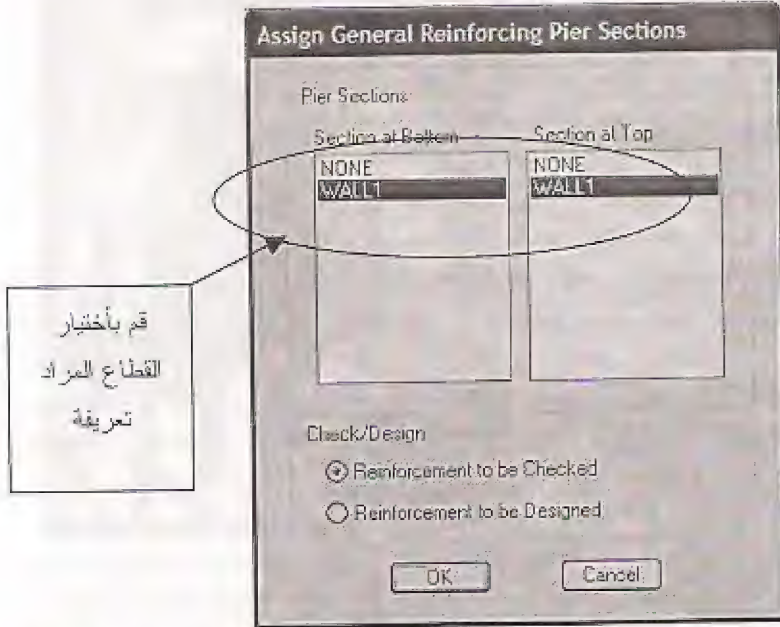 Assign General Reinforcing Pier Sections
Pier Sections
Section at Bottom
Section at Top
NONE
WALL1
NONE
WALL1
قم بأختيار
القطاع المراد
تعريفة
Check/Design
Reinforcement to be Checked
Reinforcement to be Designed
OK
Cancel